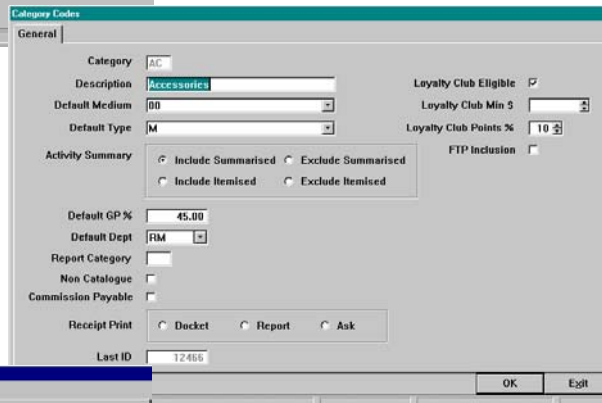 Category Codes
General
Category AC
Description Accessories Loyalty Club Eligible
Default Medium 00 Loyalty Club Min $
Default Type M Loyalty Club Points % 10
Activity Summary Include Summarised Exclude Summarised FTP Inclusion
Include Itemised Exclude Itemised
Default GP % 45.00
Default Dept RM
Report Category
Non Catalogue
Commission Payable
Receipt Print Docket Report Ask
Last ID 12466
OK Exit